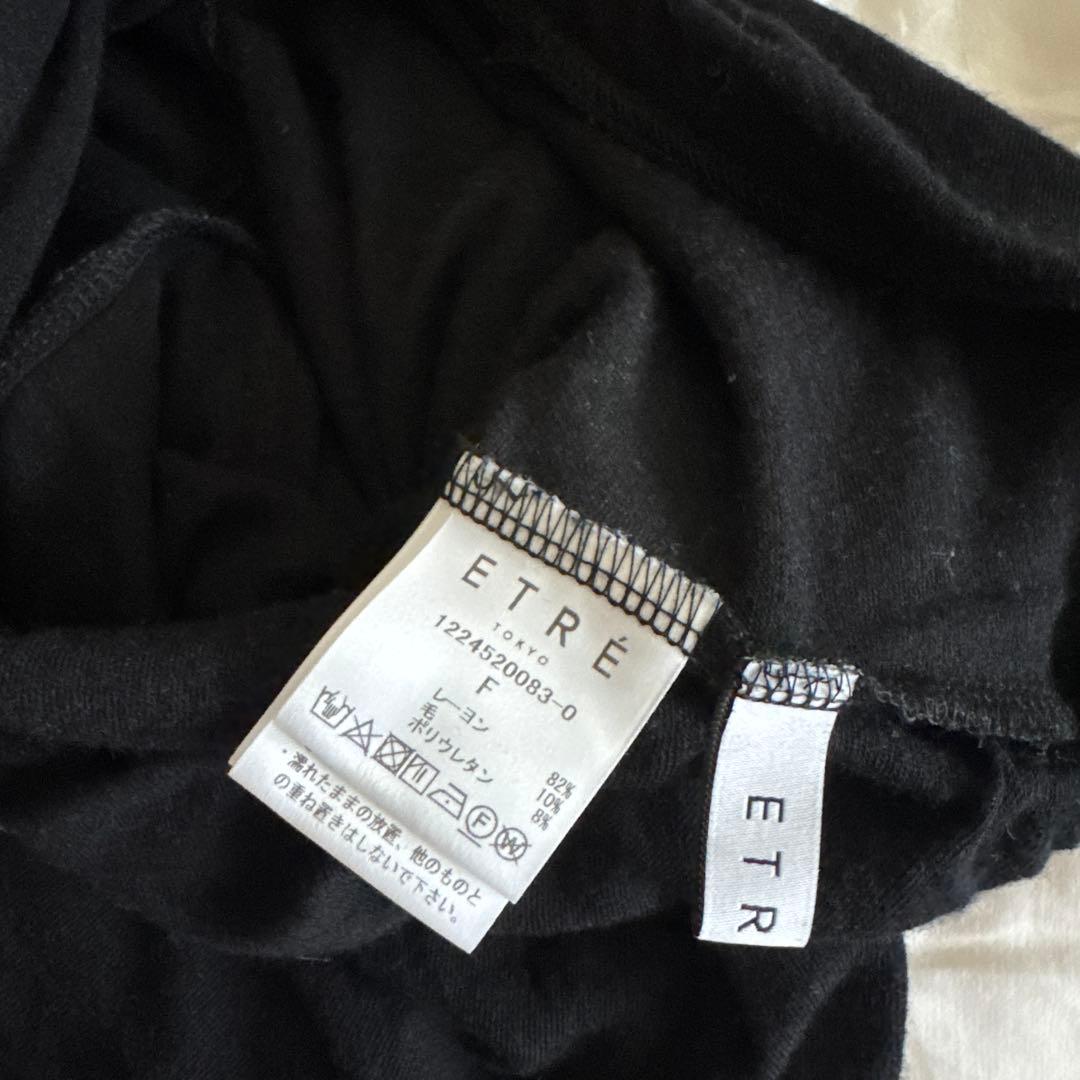 ETRÉ
TOKYO
1224520083-0
F
レーヨン 82%
毛 10%
ポリウレタン 8%
F W
・濡れたままの放置、他のものと
の重ね置きはしないで下さい。
ETR